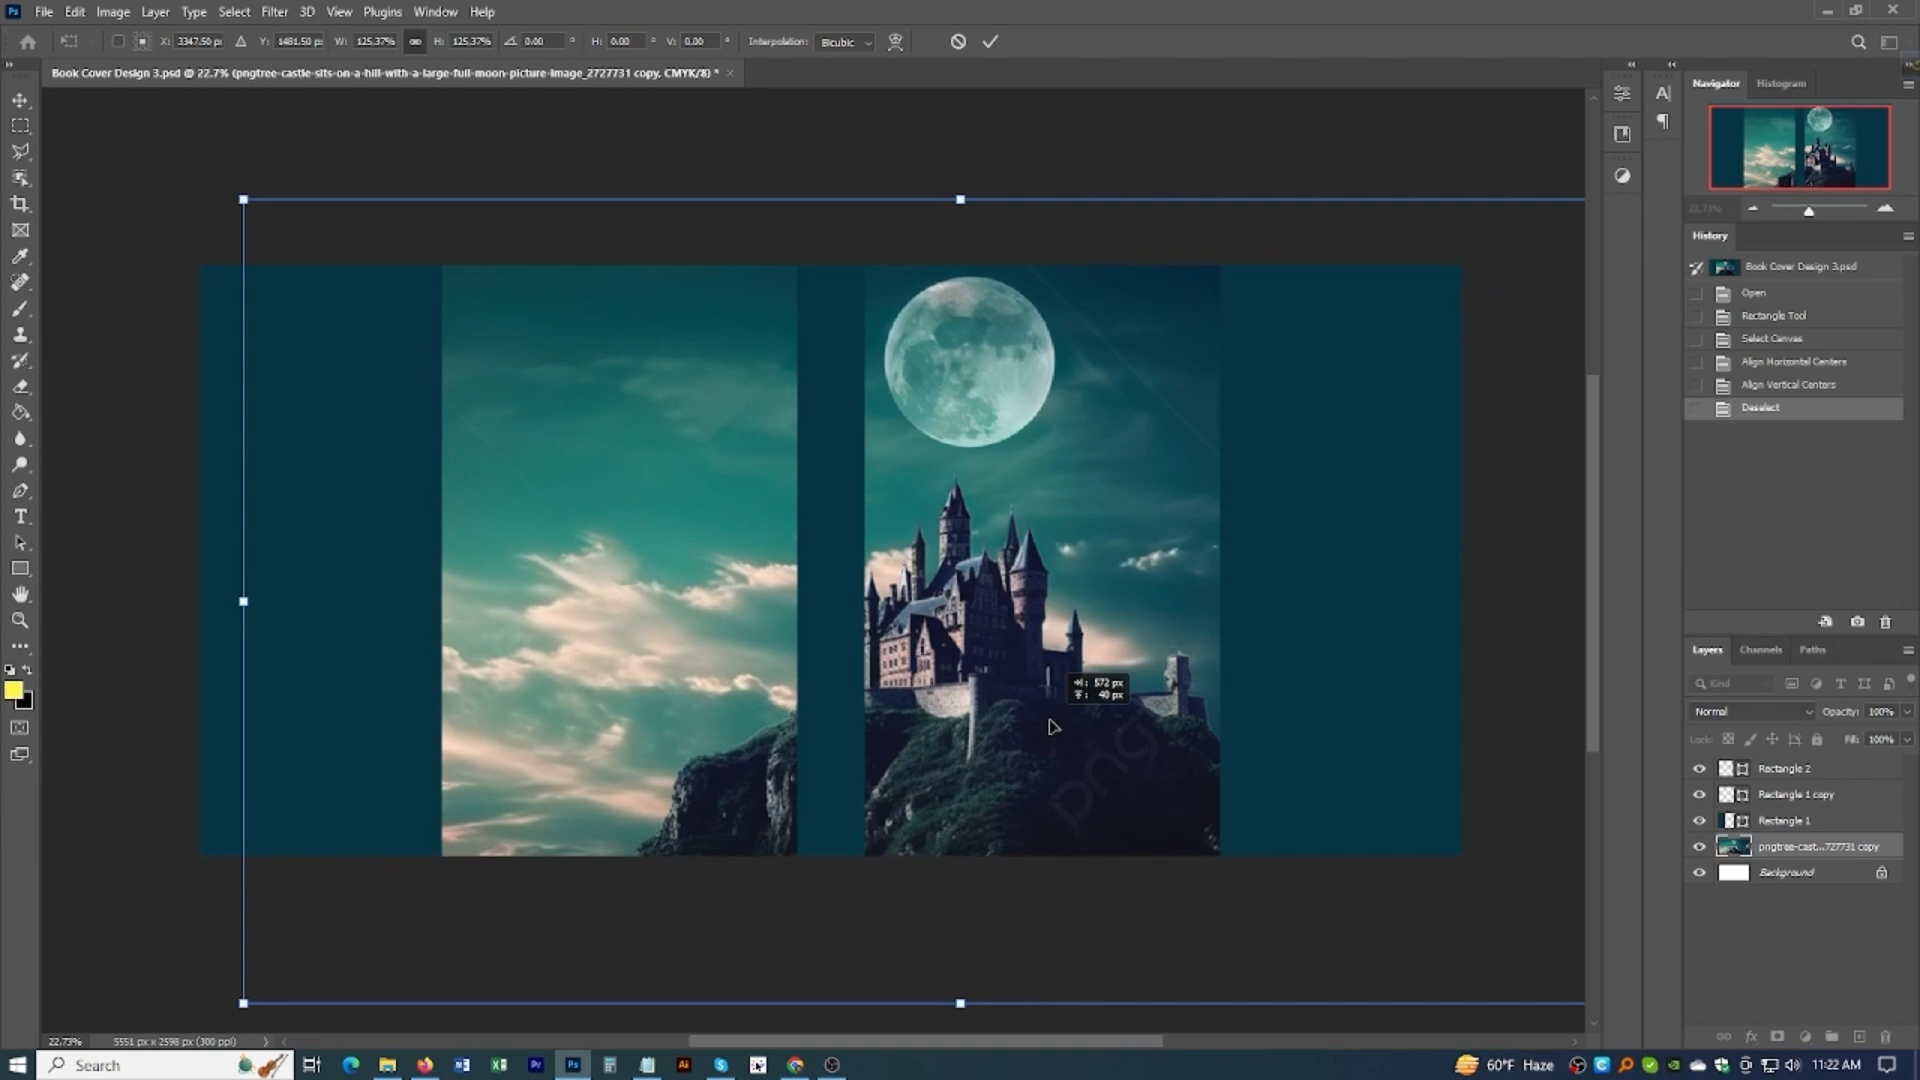 File Edit Image Layer Type Select Filter 3D View Plugins Window Help
X: 3347.50 px Y: 1481.50 px W: 125.37% H: 125.37% 0.00 ° H: 0.00 ° V: 0.00 ° Interpolation: Bicubic
Book Cover Design 3.psd @ 22.7% (pngtree-castle-sits-on-a-hill-with-a-large-full-moon-picture-image_2727731 copy, CMYK/8) *
Navigator Histogram
22.73%
History
Book Cover Design 3.psd
Open
Rectangle Tool
Select Canvas
Align Horizontal Centers
Align Vertical Centers
Deselect
572 px
40 px
png
Layers Channels Paths
Kind
Normal Opacity: 100%
Lock: Fill: 100%
Rectangle 2
Rectangle 1 copy
Rectangle 1
pngtree-cast...727731 copy
Background
22.73% 5551 px x 2598 px (300 ppi)
Search
60°F Haze 11:22 AM